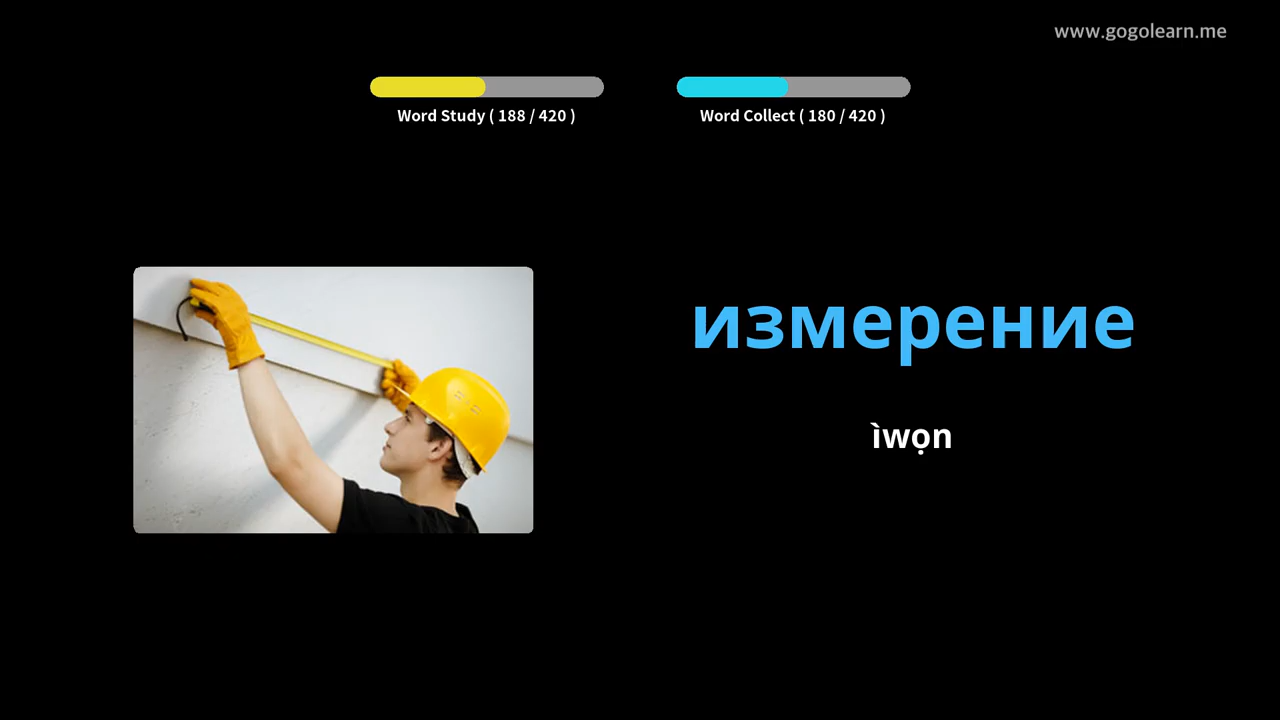 www.gogolearn.me
Word Study ( 188 / 420 )
Word Collect ( 180 / 420 )
измерение
ìwọn